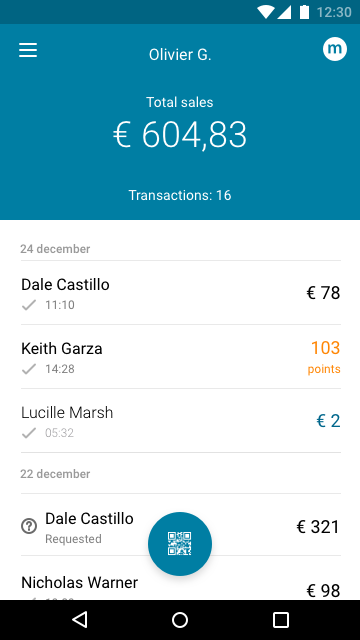 12:30
Olivier G.
m
Total sales
€ 604,83
Transactions: 16
24 december
Dale Castillo
€ 78
11:10
Keith Garza
103
14:28
points
Lucille Marsh
€ 2
05:32
22 december
Dale Castillo
€ 321
Requested
Nicholas Warner
€ 98